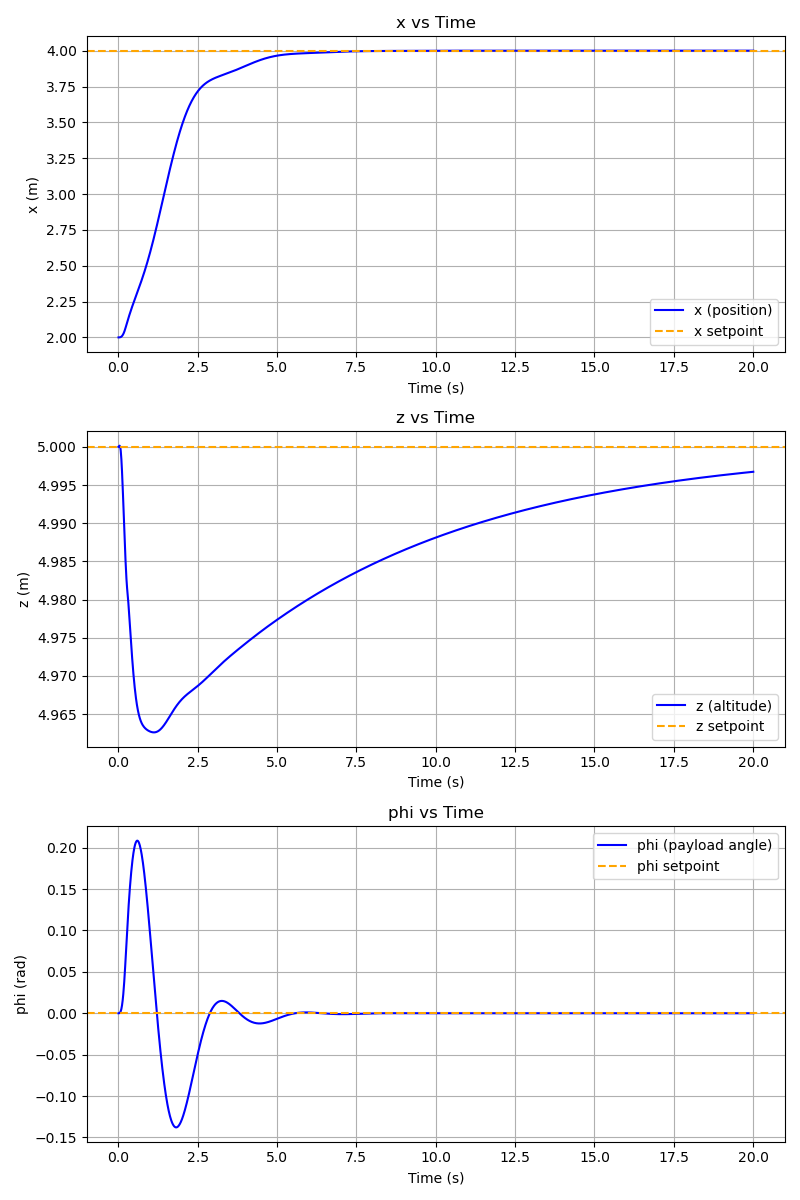 x vs Time
4.00
3.75
3.50
3.25
3.00
2.75
2.50
2.25
2.00
x (m)
x (position)
x setpoint
0.0 2.5 5.0 7.5 10.0 12.5 15.0 17.5 20.0
Time (s)
z vs Time
5.000
4.995
4.990
4.985
4.980
4.975
4.970
4.965
z (m)
z (altitude)
z setpoint
0.0 2.5 5.0 7.5 10.0 12.5 15.0 17.5 20.0
Time (s)
phi vs Time
0.20
0.15
0.10
0.05
0.00
−0.05
−0.10
−0.15
phi (rad)
phi (payload angle)
phi setpoint
0.0 2.5 5.0 7.5 10.0 12.5 15.0 17.5 20.0
Time (s)